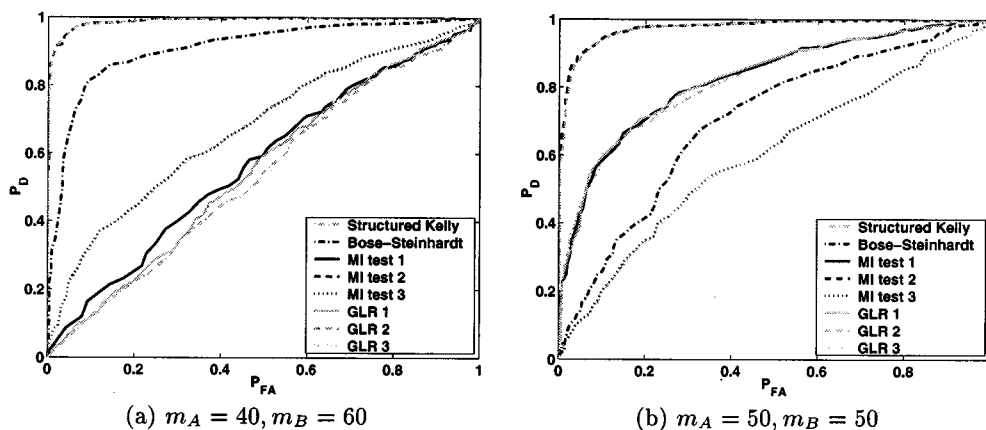 1
0.8
0.6
0.4
0.2
0
P_D
0
0.2
0.4
0.6
0.8
1
P_FA
Structured Kelly
Bose−Steinhardt
MI test 1
MI test 2
MI test 3
GLR 1
GLR 2
GLR 3
(a) m_A = 40, m_B = 60
1
0.8
0.6
0.4
0.2
0
P_D
0
0.2
0.4
0.6
0.8
P_FA
Structured Kelly
Bose−Steinhardt
MI test 1
MI test 2
MI test 3
GLR 1
GLR 2
GLR 3
(b) m_A = 50, m_B = 50